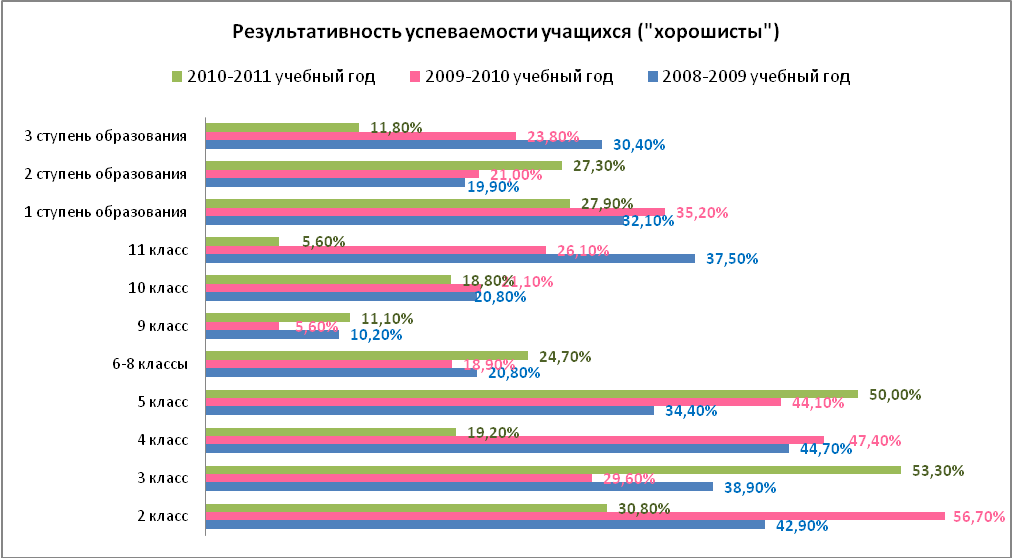 Результативность успеваемости учащихся ("хорошисты")
2010-2011 учебный год 2009-2010 учебный год 2008-2009 учебный год
3 ступень образования
11,80%
23,80%
30,40%
2 ступень образования
27,30%
21,00%
19,90%
1 ступень образования
27,90%
35,20%
32,10%
11 класс
5,60%
26,10%
37,50%
10 класс
18,80%
21,10%
20,80%
9 класс
11,10%
5,60%
10,20%
6-8 классы
24,70%
18,90%
20,80%
5 класс
50,00%
44,10%
34,40%
4 класс
19,20%
47,40%
44,70%
3 класс
53,30%
29,60%
38,90%
2 класс
30,80%
56,70%
42,90%